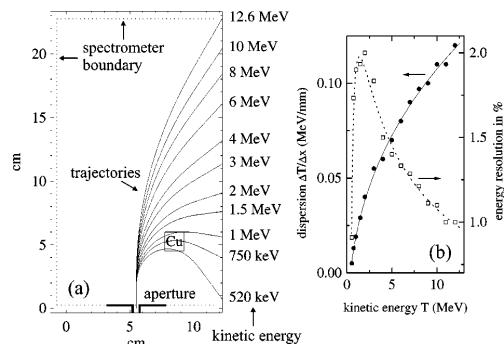 20
15
10
5
0
cm
spectrometer
boundary
trajectories
Cu
(a)
aperture
0
5
10
cm
12.6 MeV
10 MeV
8 MeV
6 MeV
4 MeV
3 MeV
2 MeV
1.5 MeV
1 MeV
750 keV
520 keV
kinetic energy
dispersion ΔT/Δx (MeV/mm)
0.10
0.05
0.00
0
5
10
kinetic energy T (MeV)
(b)
2.0
1.5
1.0
energy resolution in %